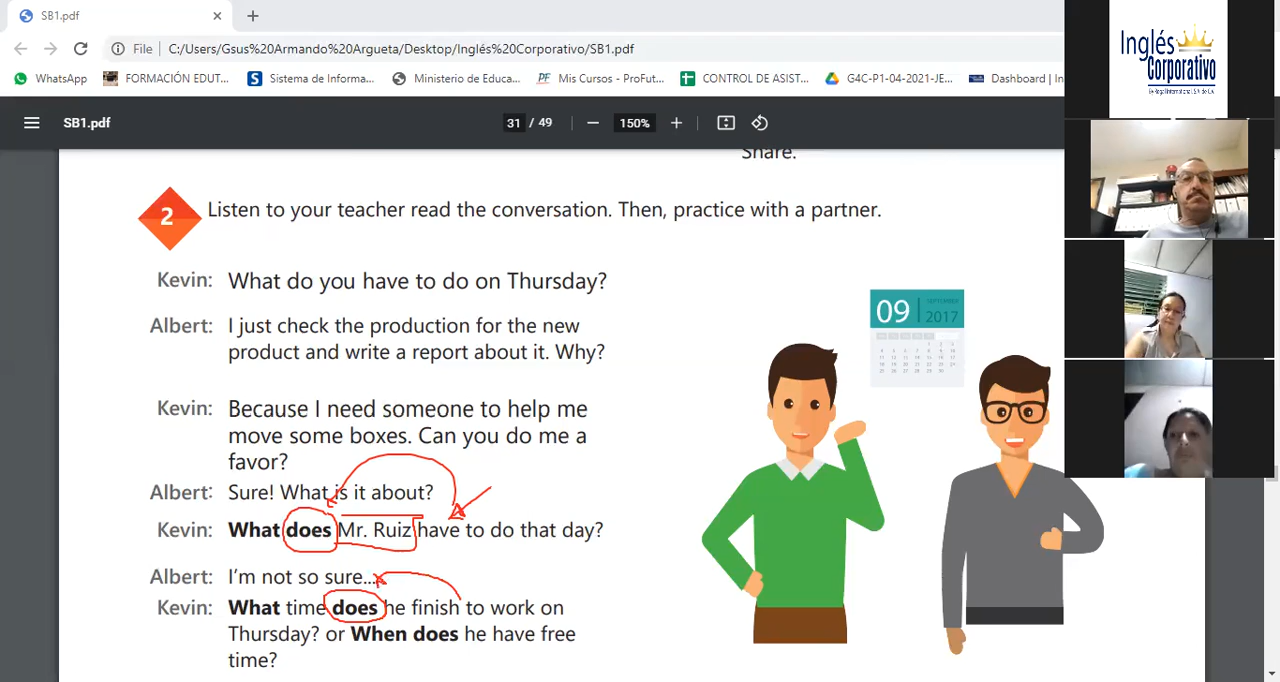 SB1.pdf
File
C:/Users/Gsus%20Armando%20Argueta/Desktop/Inglés%20Corporativo/SB1.pdf
WhatsApp
FORMACIÓN EDUT...
Sistema de Informa...
Ministerio de Educa...
PF Mis Cursos - ProFut...
CONTROL DE ASIST...
G4C-P1-04-2021-JE...
Dashboard | In
Inglés
Corporativo
SB1.pdf
31 / 49
150%
Share.
2
Listen to your teacher read the conversation. Then, practice with a partner.
Kevin: What do you have to do on Thursday?
Albert: I just check the production for the new
product and write a report about it. Why?
Kevin: Because I need someone to help me
move some boxes. Can you do me a
favor?
Albert: Sure! What is it about?
Kevin: What does Mr. Ruiz have to do that day?
Albert: I'm not so sure...
Kevin: What time does he finish to work on
Thursday? or When does he have free
time?
09
SEPTEMBER
2017